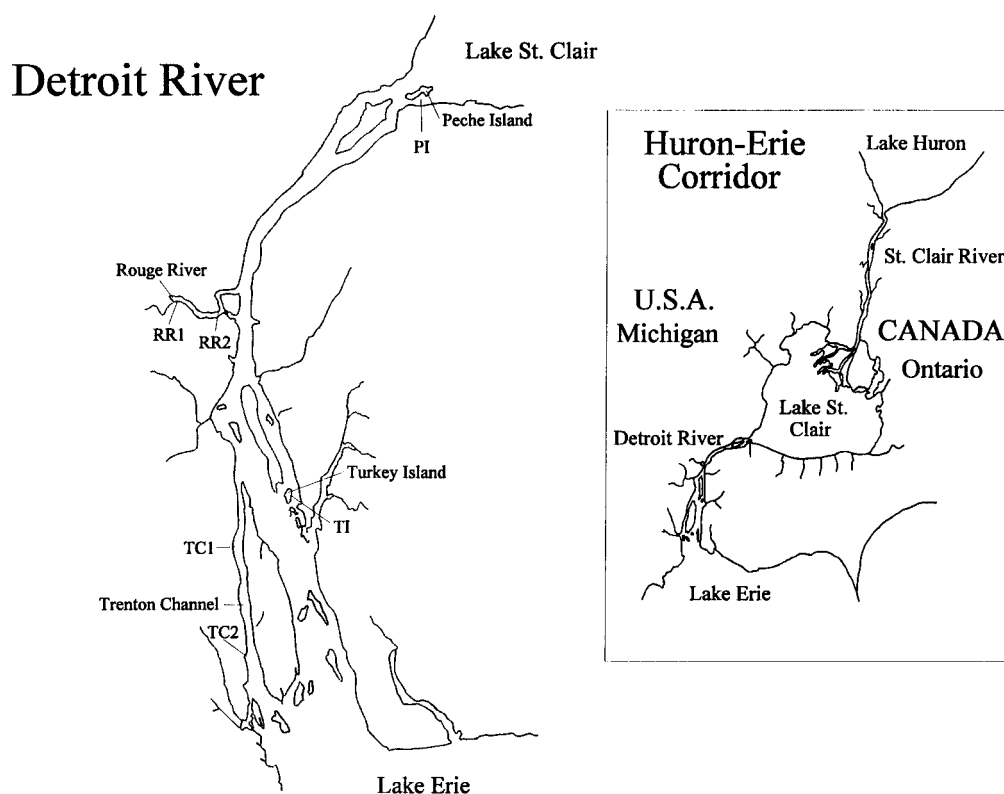 Detroit River
Lake St. Clair
Peche Island
PI
Rouge River
RR1
RR2
Turkey Island
TI
TC1
Trenton Channel
TC2
Lake Erie
Huron-Erie
Corridor
Lake Huron
St. Clair River
U.S.A.
Michigan
CANADA
Ontario
Lake St.
Clair
Detroit River
Lake Erie